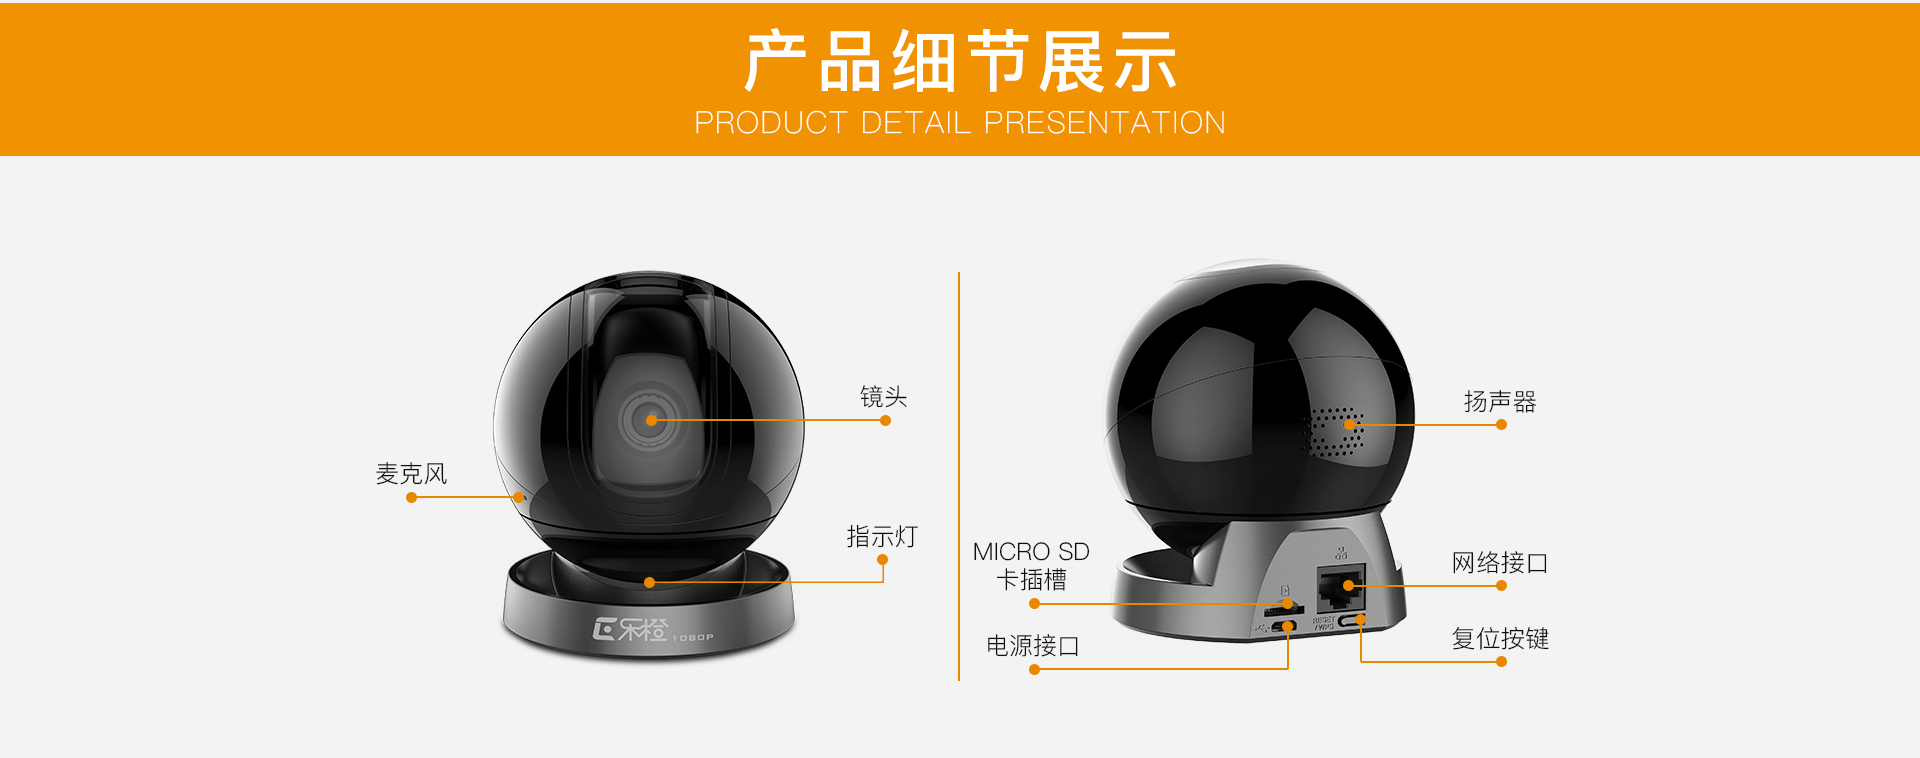 产品细节展示
PRODUCT DETAIL PRESENTATION
镜头
麦克风
指示灯
乐橙 1080P
扬声器
MICRO SD
卡插槽
网络接口
电源接口
复位按键
RESET
/WPS